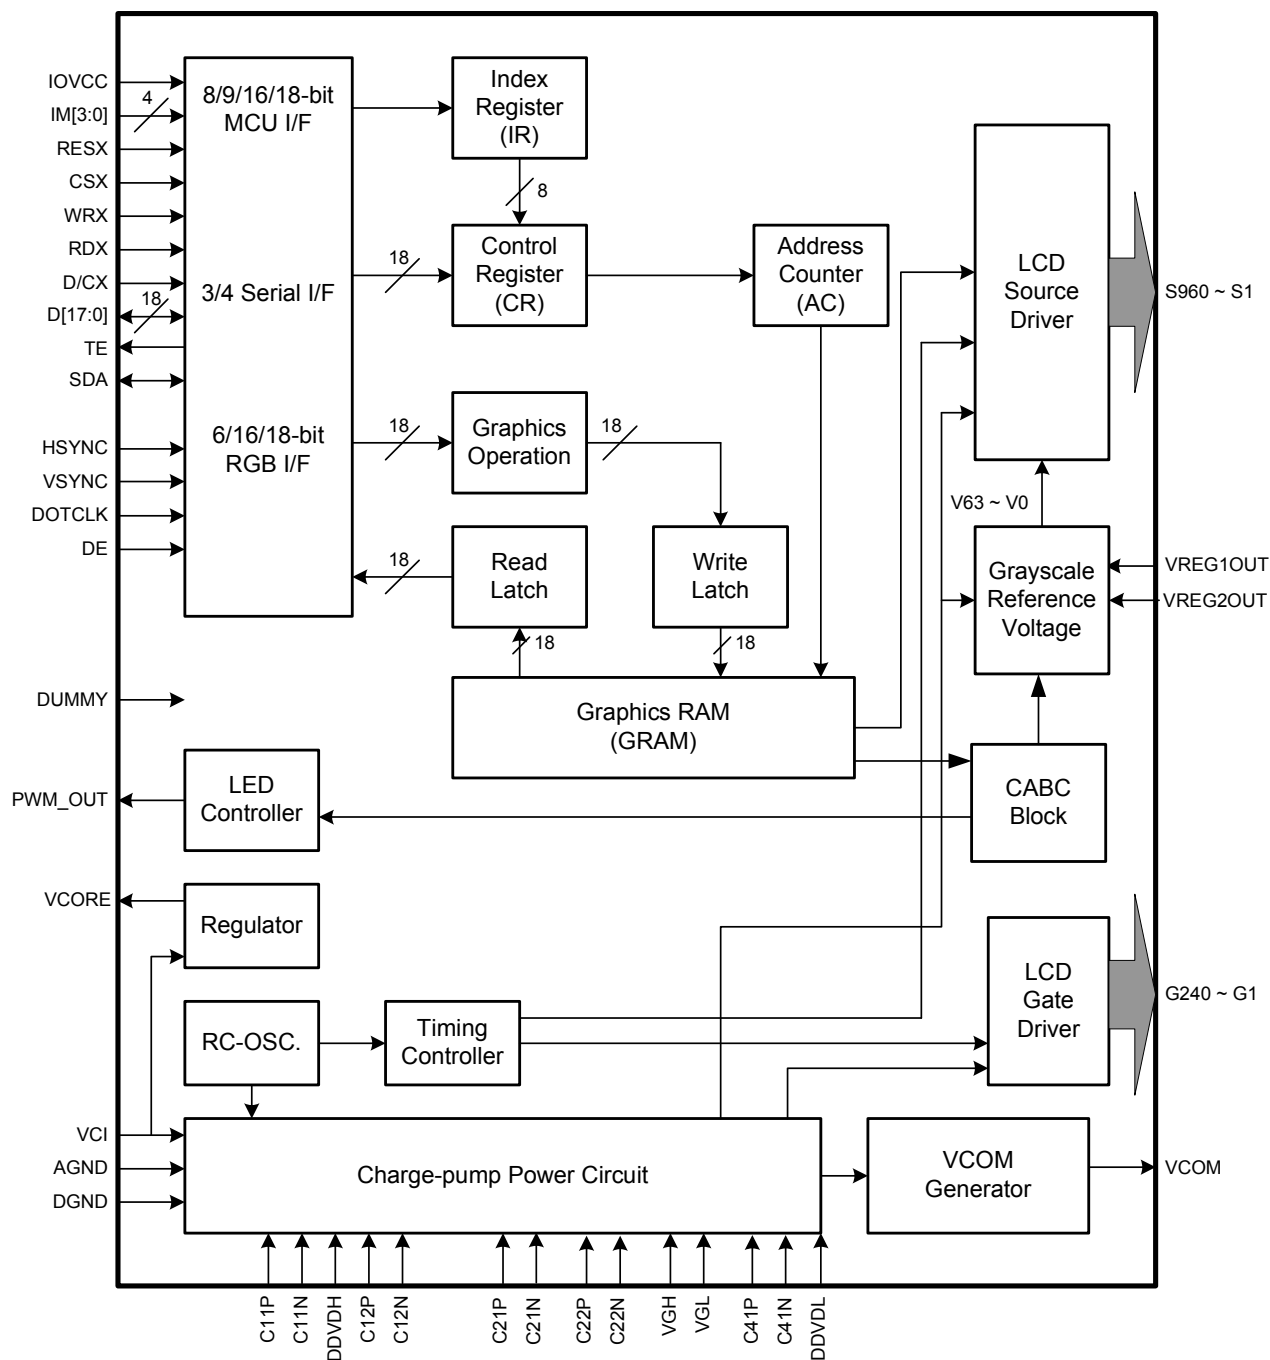 IOVCC
IM[3:0]
4
RESX
CSX
WRX
RDX
D/CX
D[17:0]
18
TE
SDA
HSYNC
VSYNC
DOTCLK
DE
8/9/16/18-bit
MCU I/F
3/4 Serial I/F
6/16/18-bit
RGB I/F
Index
Register
(IR)
8
18
Control
Register
(CR)
Address
Counter
(AC)
18
Graphics
Operation
18
18
Read
Latch
Write
Latch
18
18
Graphics RAM
(GRAM)
LCD
Source
Driver
S960 ~ S1
V63 ~ V0
Grayscale
Reference
Voltage
VREG1OUT
VREG2OUT
CABC
Block
DUMMY
PWM_OUT
LED
Controller
VCORE
Regulator
RC-OSC.
Timing
Controller
LCD
Gate
Driver
G240 ~ G1
VCI
AGND
DGND
Charge-pump Power Circuit
VCOM
Generator
VCOM
C11P
C11N
DDVDH
C12P
C12N
C21P
C21N
C22P
C22N
VGH
VGL
C41P
C41N
DDVDL